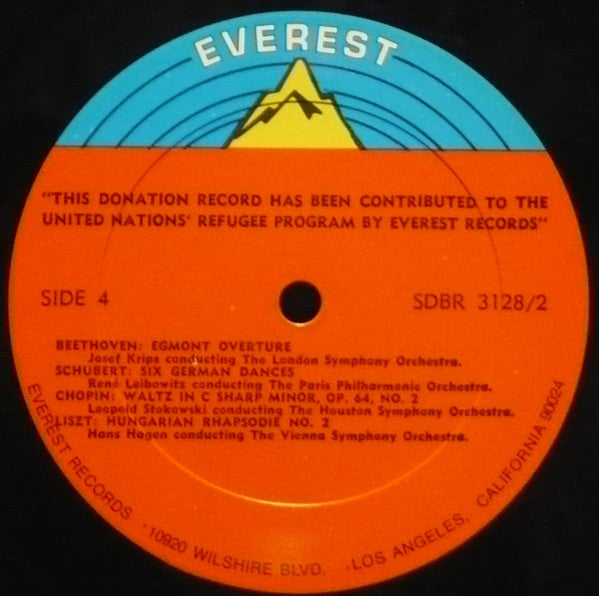 EVEREST
"THIS DONATION RECORD HAS BEEN CONTRIBUTED TO THE
UNITED NATIONS' REFUGEE PROGRAM BY EVEREST RECORDS"
SIDE 4
SDBR 3128/2
BEETHOVEN: EGMONT OVERTURE
Josef Krips conducting The London Symphony Orchestra.
SCHUBERT: SIX GERMAN DANCES
René Leibowitz conducting The Paris Philharmonic Orchestra.
CHOPIN: WALTZ IN C SHARP MINOR, OP. 64, NO. 2
Leopold Stokowski conducting The Houston Symphony Orchestra.
LISZT: HUNGARIAN RHAPSODIE NO. 2
Hans Hagen conducting The Vienna Symphony Orchestra.
EVEREST RECORDS · 10920 WILSHIRE BLVD. · LOS ANGELES, CALIFORNIA 90024